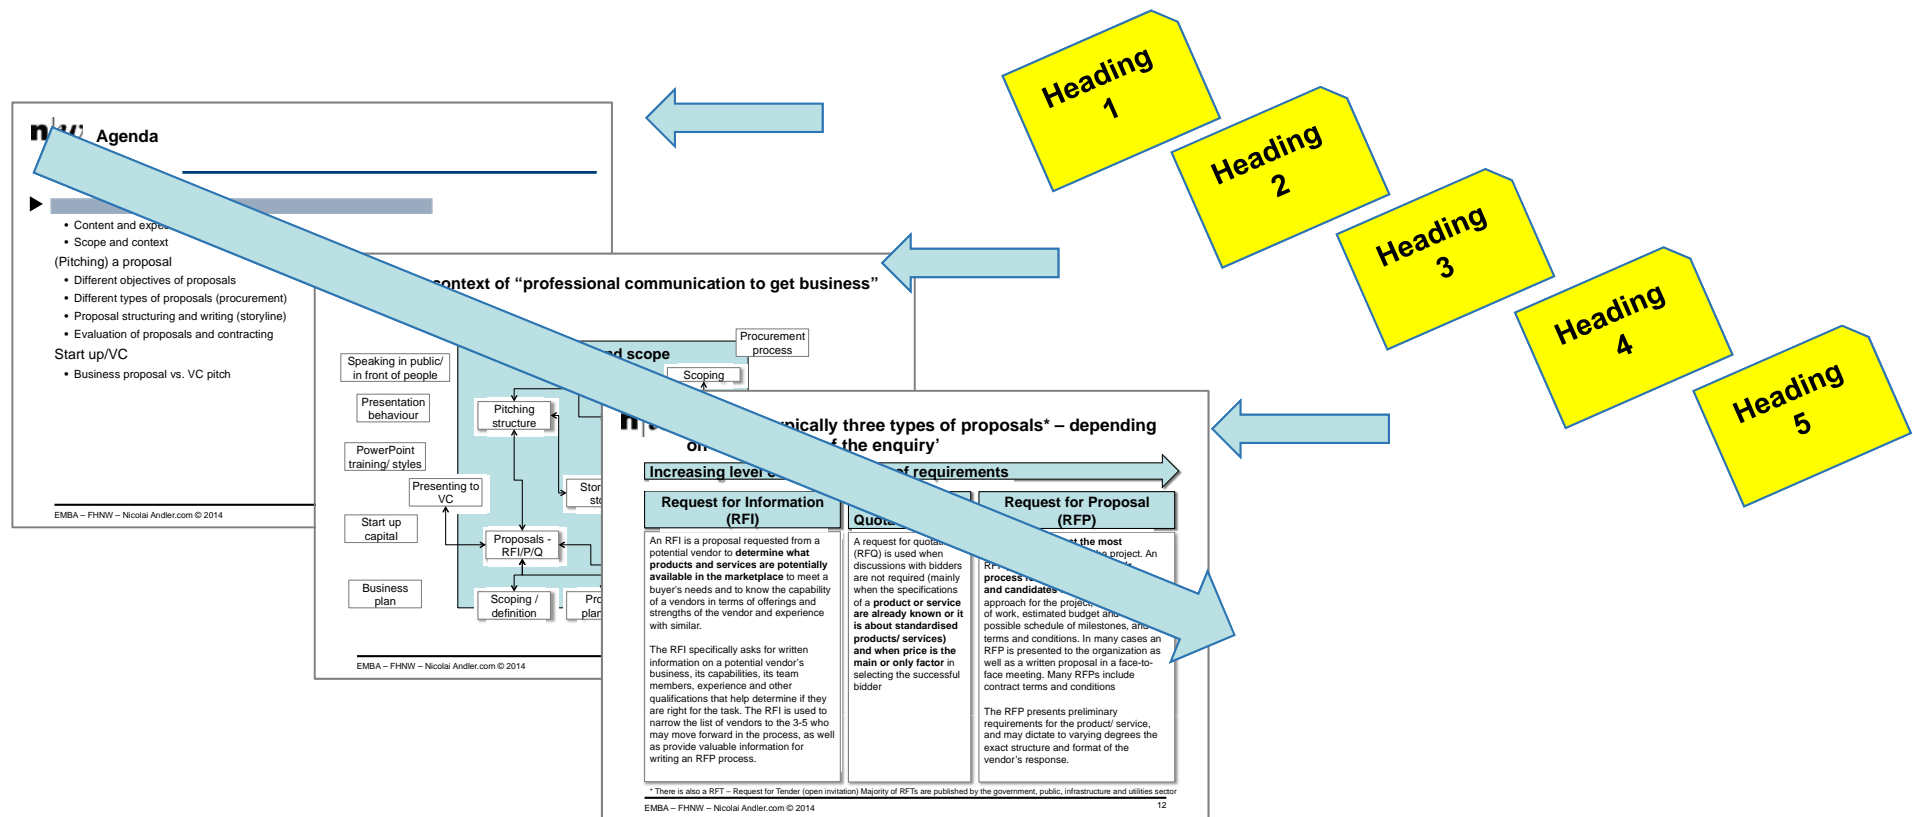 Heading
1
Heading
2
Heading
3
Heading
4
Heading
5
Agenda
• Content and
• Scope and context
(Pitching) a proposal
• Different objectives of proposals
• Different types of proposals (procurement)
• Proposal structuring and writing (storyline)
• Evaluation of proposals and contracting
Start up/VC
• Business proposal vs. VC pitch
EMBA – FHNW – Nicolai Andler.com © 2014
context of “professional communication to get business”
Procurement
process
scope
Speaking in public/
in front of people
Scoping
Presentation
behaviour
Pitching
structure
PowerPoint
training/ styles
Presenting to
VC
Start up
capital
Proposals -
RFI/P/Q
Business
plan
Scoping /
definition
EMBA – FHNW – Nicolai Andler.com © 2014
three types of proposals* – depending
on of the enquiry’
Increasing level of requirements
Request for Information
(RFI)
Request for Proposal
(RFP)
An RFI is a proposal requested from a
potential vendor to determine what
products and services are potentially
available in the marketplace to meet a
buyer’s needs and to know the capability
of a vendors in terms of offerings and
strengths of the vendor and experience
with similar.
The RFI specifically asks for written
information on a potential vendor’s
business, its capabilities, its team
members, experience and other
qualifications that help determine if they
are right for the task. The RFI is used to
narrow the list of vendors to the 3-5 who
may move forward in the process, as well
as provide valuable information for
writing an RFP process.
A request for
(RFQ) is used when
discussions with bidders
are not required (mainly
when the specifications
of a product or service
are already known or it
is about standardised
products/ services)
and when price is the
main or only factor in
selecting the successful
bidder
the most
project. An
process
and candidates
approach for the project,
of work, estimated budget
possible schedule of milestones,
terms and conditions. In many cases an
RFP is presented to the organization as
well as a written proposal in a face-to-
face meeting. Many RFPs include
contract terms and conditions
The RFP presents preliminary
requirements for the product/ service,
and may dictate to varying degrees the
exact structure and format of the
vendor’s response.
* There is also a RFT – Request for Tender (open invitation) Majority of RFTs are published by the government, public, infrastructure and utilities sector
EMBA – FHNW – Nicolai Andler.com © 2014
12